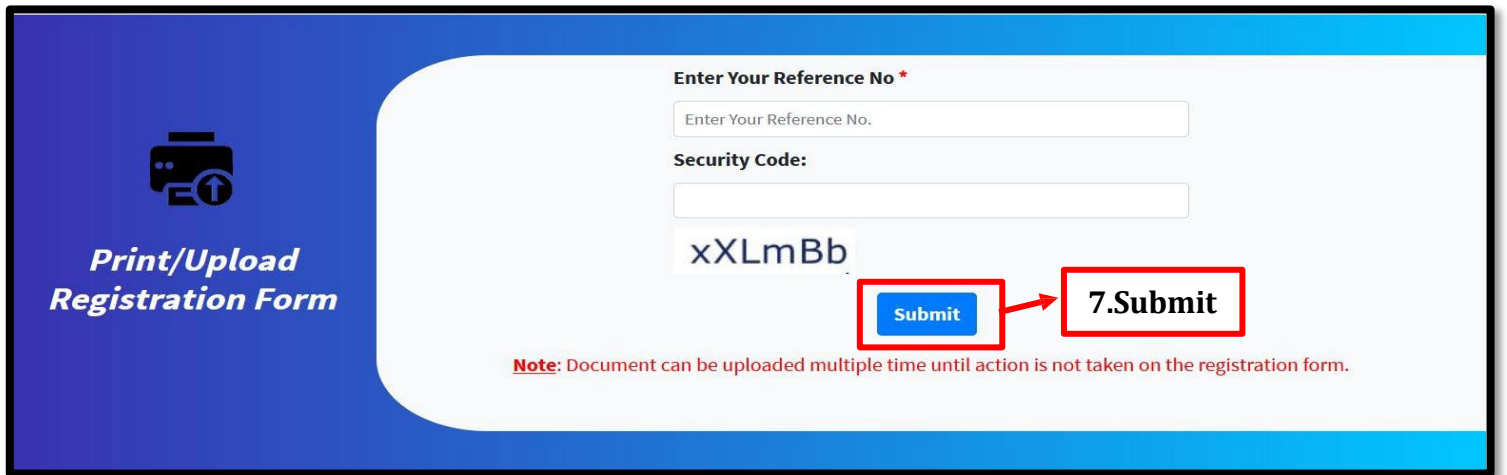 Print/Upload
Registration Form
Enter Your Reference No *
Enter Your Reference No.
Security Code:
xXLmBb
Submit
7.Submit
Note: Document can be uploaded multiple time until action is not taken on the registration form.